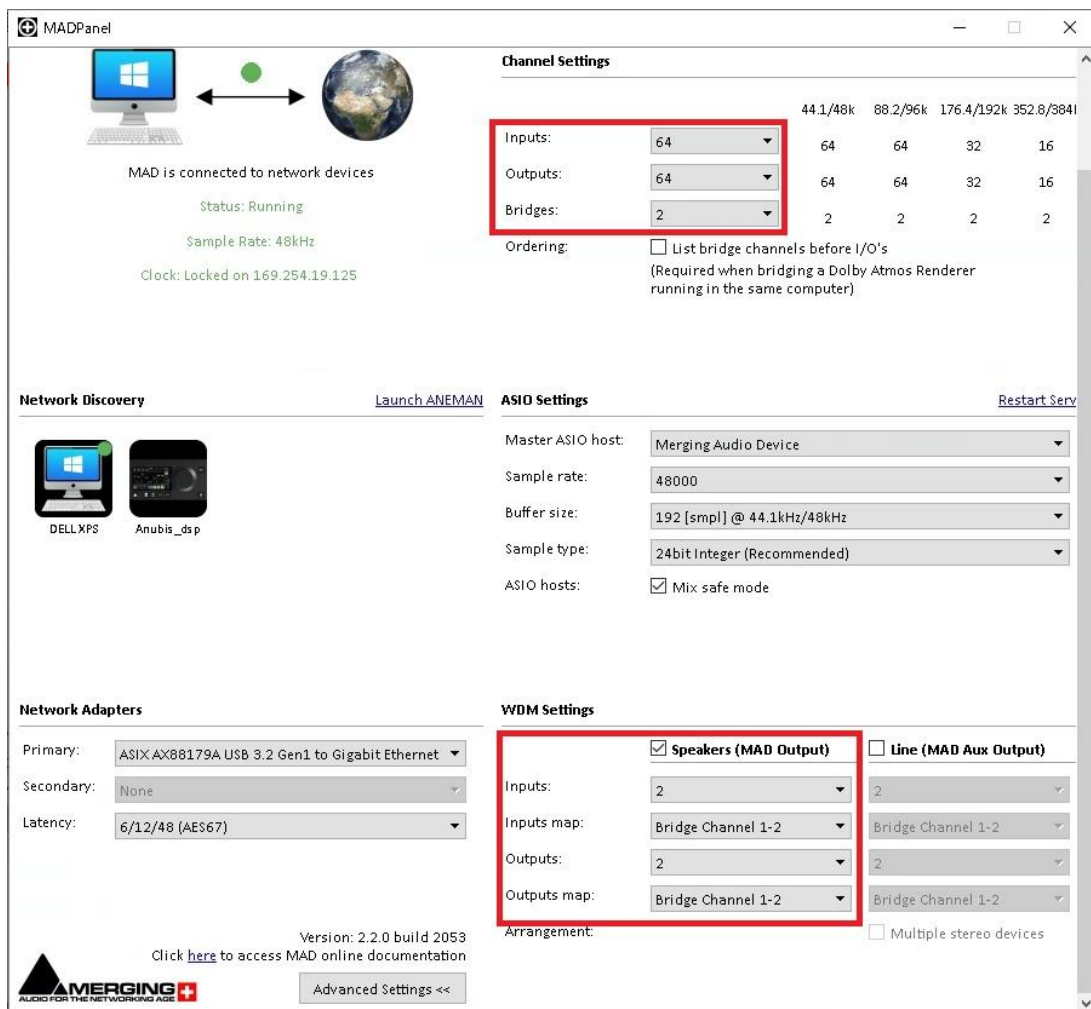 MADPanel
MAD is connected to network devices
Status: Running
Sample Rate: 48kHz
Clock: Locked on 169.254.19.125
Channel Settings
44.1/48k 88.2/96k 176.4/192k 352.8/384
Inputs: 64 64 64 32 16
Outputs: 64 64 64 32 16
Bridges: 2 2 2 2 2
Ordering: List bridge channels before I/O's
(Required when bridging a Dolby Atmos Renderer
running in the same computer)
Network Discovery Launch ANEMAN
DELLXPS Anubis_dsp
ASIO Settings Restart Serv
Master ASIO host: Merging Audio Device
Sample rate: 48000
Buffer size: 192 [smpl] @ 44.1kHz/48kHz
Sample type: 24bit Integer (Recommended)
ASIO hosts: Mix safe mode
Network Adapters
Primary: ASIX AX88179A USB 3.2 Gen1 to Gigabit Ethernet
Secondary: None
Latency: 6/12/48 (AES67)
WDM Settings
Speakers (MAD Output) Line (MAD Aux Output)
Inputs: 2 2
Inputs map: Bridge Channel 1-2 Bridge Channel 1-2
Outputs: 2 2
Outputs map: Bridge Channel 1-2 Bridge Channel 1-2
Arrangement: Multiple stereo devices
Version: 2.2.0 build 2053
Click here to access MAD online documentation
MERGING
AUDIO FOR THE NETWORKING AGE
Advanced Settings <<